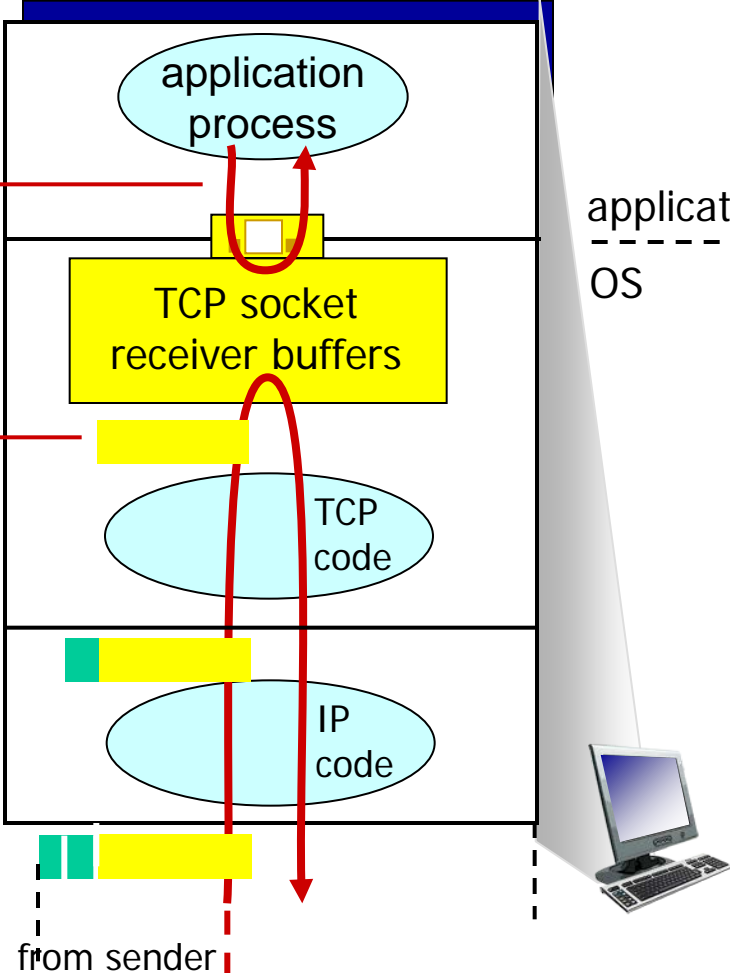 application
process
applicat
OS
TCP socket
receiver buffers
TCP
code
IP
code
from sender